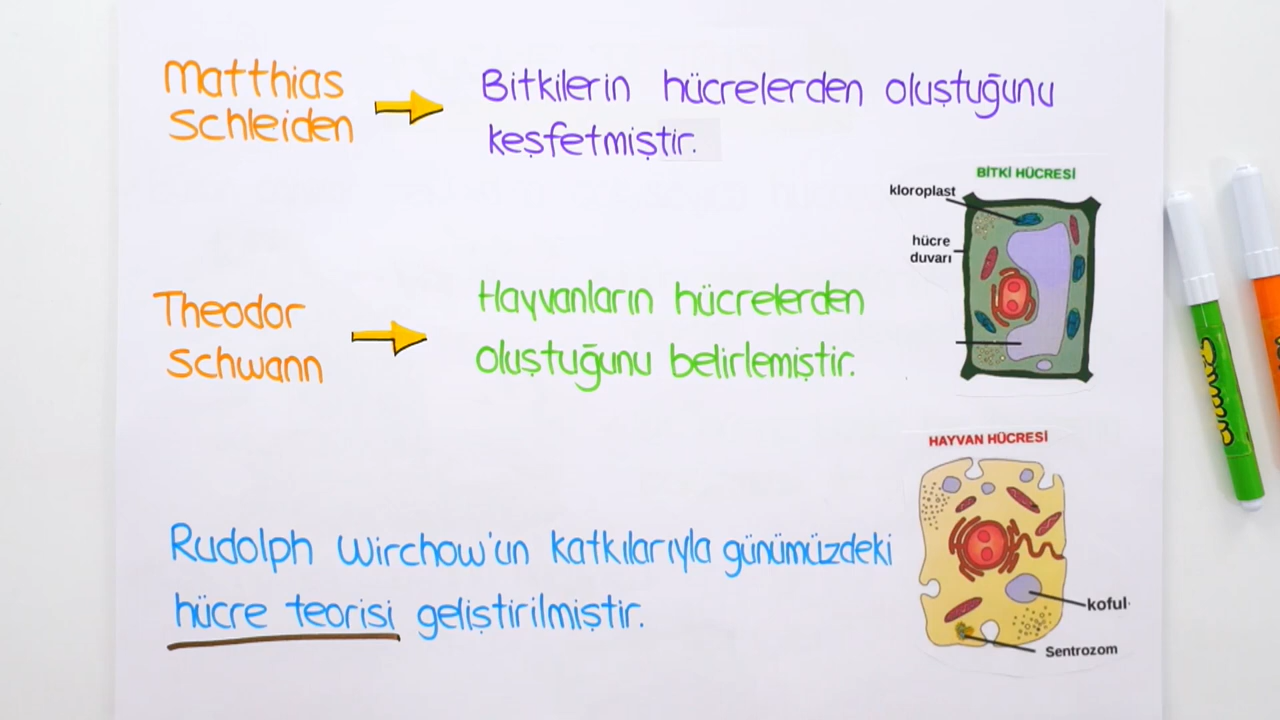 Matthias
Schleiden
Bitkilerin hücrelerden oluştuğunu
keşfetmiştir.
BİTKİ HÜCRESİ
kloroplast
hücre
duvarı
Theodor
Schwann
Hayvanların hücrelerden
oluştuğunu belirlemiştir.
HAYVAN HÜCRESİ
Rudolph Wirchow'un katkılarıyla günümüzdeki
hücre teorisi geliştirilmiştir.
koful
Sentrozom